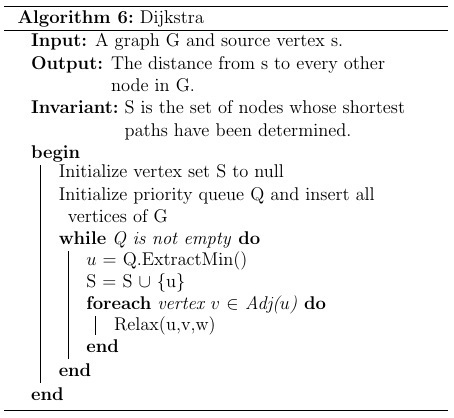 Algorithm 6: Dijkstra
Input: A graph G and source vertex s.
Output: The distance from s to every other
node in G.
Invariant: S is the set of nodes whose shortest
paths have been determined.
begin
Initialize vertex set S to null
Initialize priority queue Q and insert all
vertices of G
while Q is not empty do
u = Q.ExtractMin()
S = S ∪ {u}
foreach vertex v ∈ Adj(u) do
Relax(u,v,w)
end
end
end